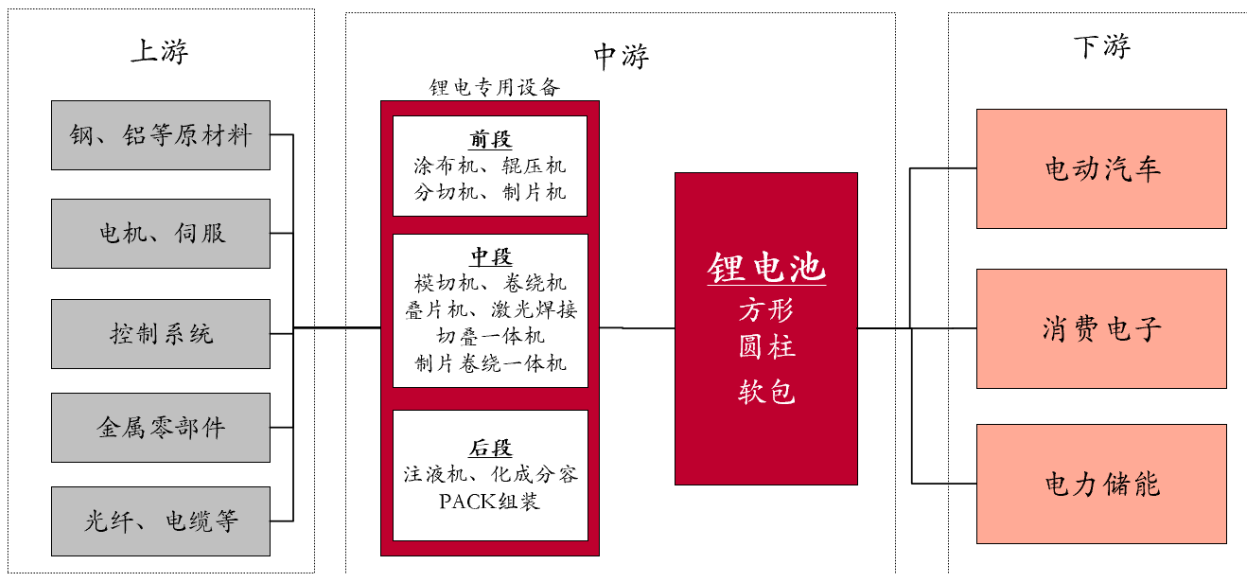 上游
钢、铝等原材料
电机、伺服
控制系统
金属零部件
光纤、电缆等
中游
锂电专用设备
前段
涂布机、辊压机
分切机、制片机
中段
模切机、卷绕机
叠片机、激光焊接
切叠一体机
制片卷绕一体机
后段
注液机、化成分容
PACK组装
锂电池
方形
圆柱
软包
下游
电动汽车
消费电子
电力储能